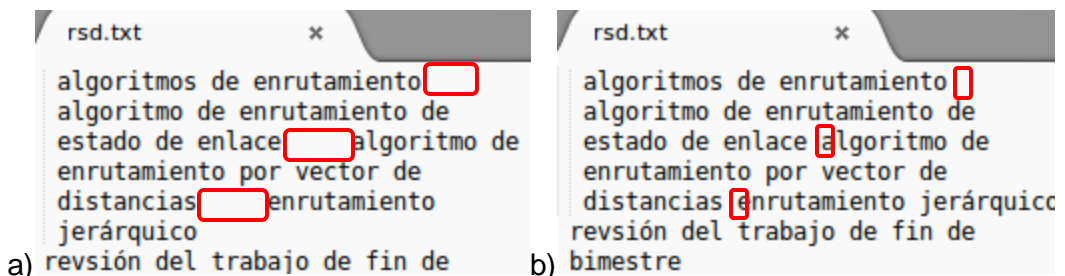 rsd.txt ×
algoritmos de enrutamiento
algoritmo de enrutamiento de
estado de enlace algoritmo de
enrutamiento por vector de
distancias enrutamiento
jerárquico
a) revsión del trabajo de fin de
rsd.txt ×
algoritmos de enrutamiento
algoritmo de enrutamiento de
estado de enlace algoritmo de
enrutamiento por vector de
distancias enrutamiento jerárquico
revisión del trabajo de fin de
b) bimestre